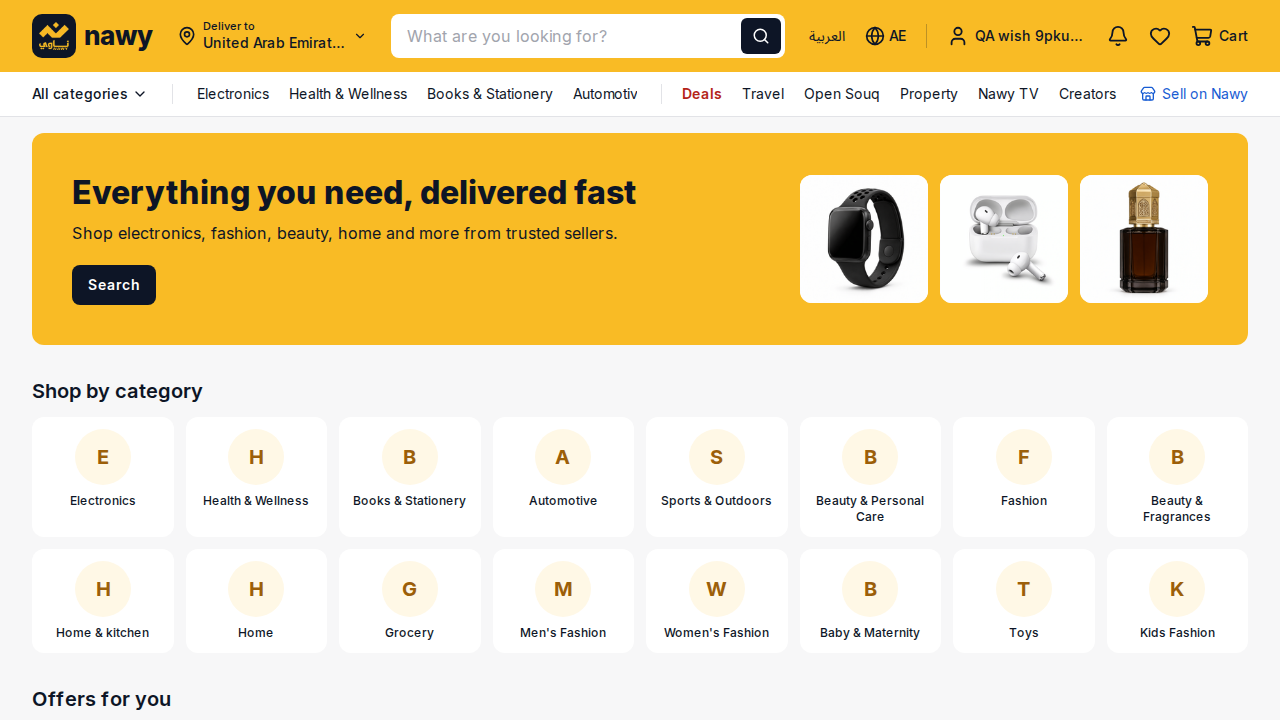 ناوي
nawy
Deliver to
United Arab Emirat...
What are you looking for?
العربية
AE
QA wish 9pku...
Cart
All categories
Electronics
Health & Wellness
Books & Stationery
Automotiv
Deals
Travel
Open Souq
Property
Nawy TV
Creators
Sell on Nawy
Everything you need, delivered fast
Shop electronics, fashion, beauty, home and more from trusted sellers.
Search
Shop by category
E
H
B
A
S
B
F
B
Electronics
Health & Wellness
Books & Stationery
Automotive
Sports & Outdoors
Beauty & Personal
Care
Fashion
Beauty &
Fragrances
H
H
G
M
W
B
T
K
Home & kitchen
Home
Grocery
Men's Fashion
Women's Fashion
Baby & Maternity
Toys
Kids Fashion
Offers for you